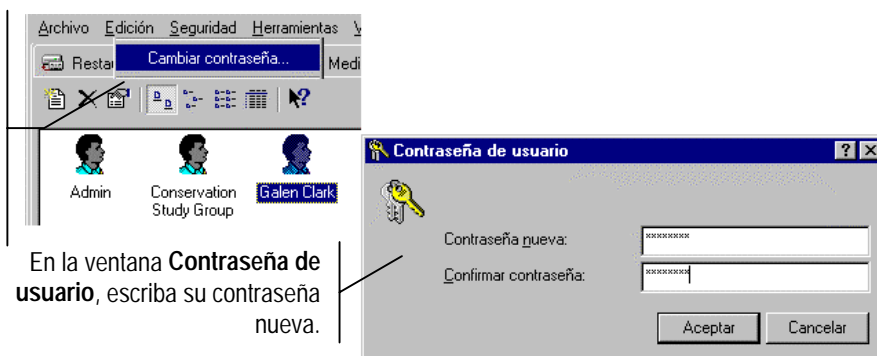 Archivo Edición Seguridad Herramientas
Cambiar contraseña...
Restau Medi
Admin
Conservation
Study Group
Galen Clark
Contraseña de usuario
Contraseña nueva: ********
Confirmar contraseña: ********
Aceptar Cancelar
En la ventana Contraseña de
usuario, escriba su contraseña
nueva.